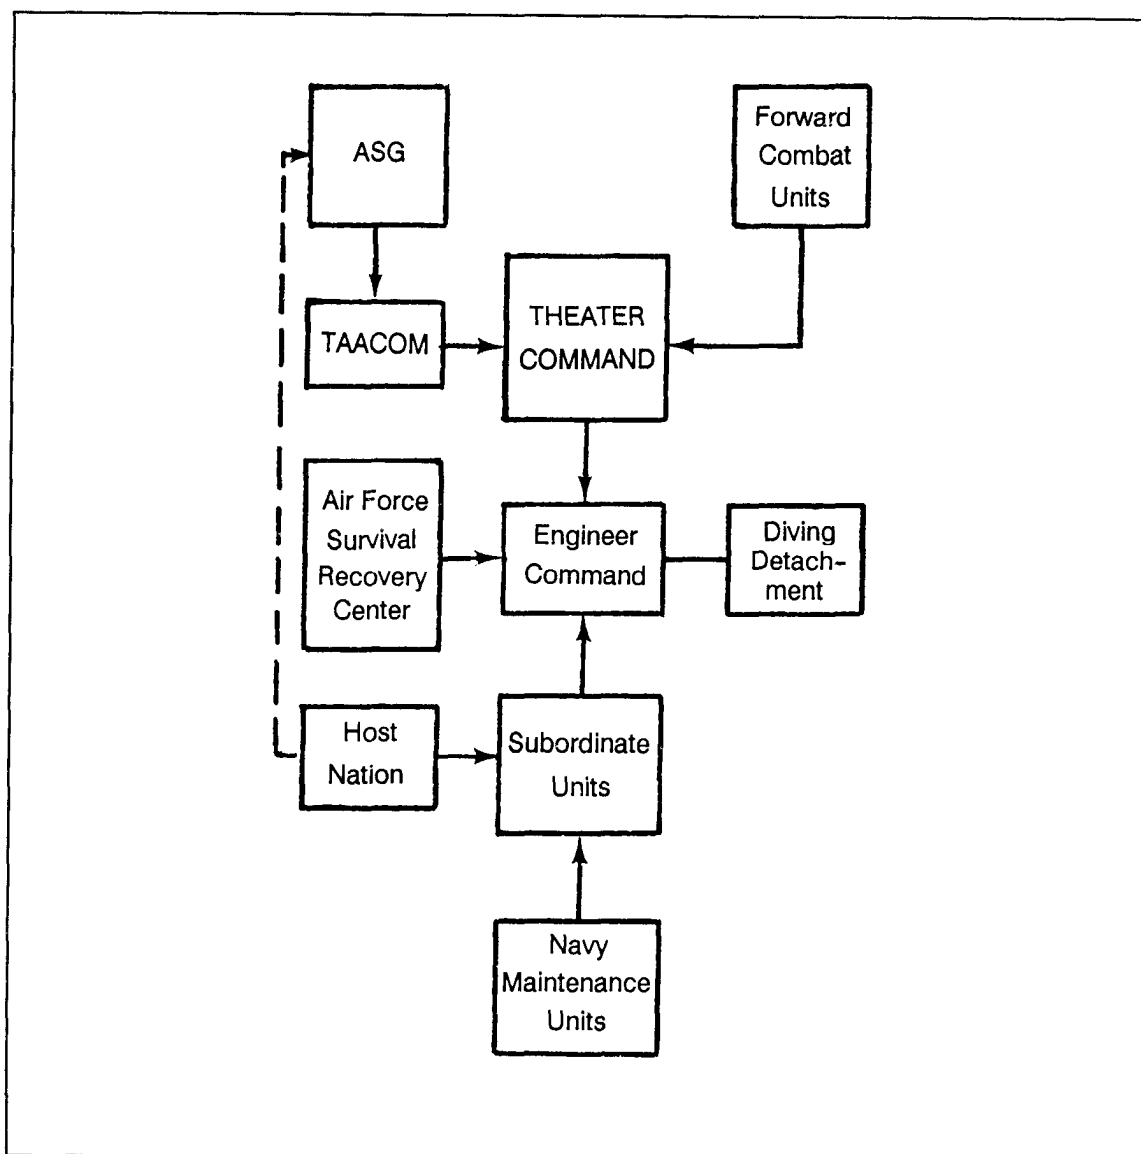 ASG
Forward
Combat
Units
TAACOM
THEATER
COMMAND
Air Force
Survival
Recovery
Center
Engineer
Command
Diving
Detach-
ment
Host
Nation
Subordinate
Units
Navy
Maintenance
Units